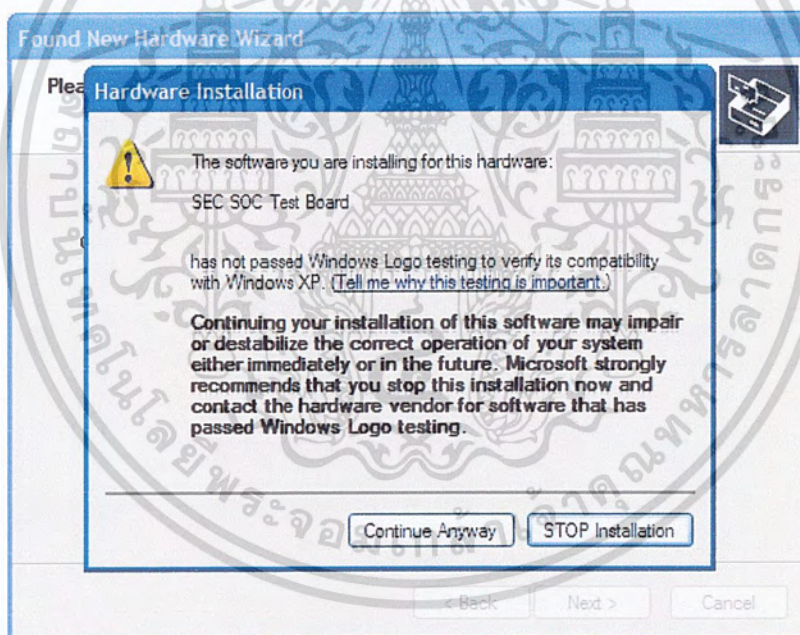 Found New Hardware Wizard
Plea
Hardware Installation
The software you are installing for this hardware:
SEC SOC Test Board
has not passed Windows Logo testing to verify its compatibility
with Windows XP. (Tell me why this testing is important.)
Continuing your installation of this software may impair
or destabilize the correct operation of your system
either immediately or in the future. Microsoft strongly
recommends that you stop this installation now and
contact the hardware vendor for software that has
passed Windows Logo testing.
Continue Anyway
STOP Installation
< Back
Next >
Cancel